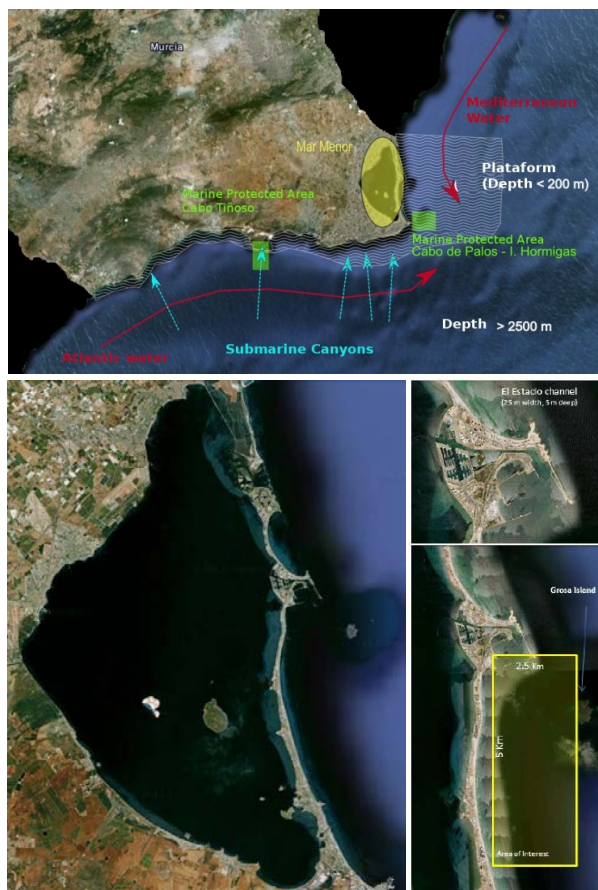 Murcia
Mediterranean
Water
Mar Menor
Plataform
(Depth < 200 m)
Marine Protected Area
Cabo Tiñoso
Marine Protected Area
Cabo de Palos - I. Hormigas
Depth > 2500 m
Submarine Canyons
Atlantic water
El Estacio channel
(25 m width, 5 m deep)
Grosa Island
2.5 Km
5 Km
Area of Interest